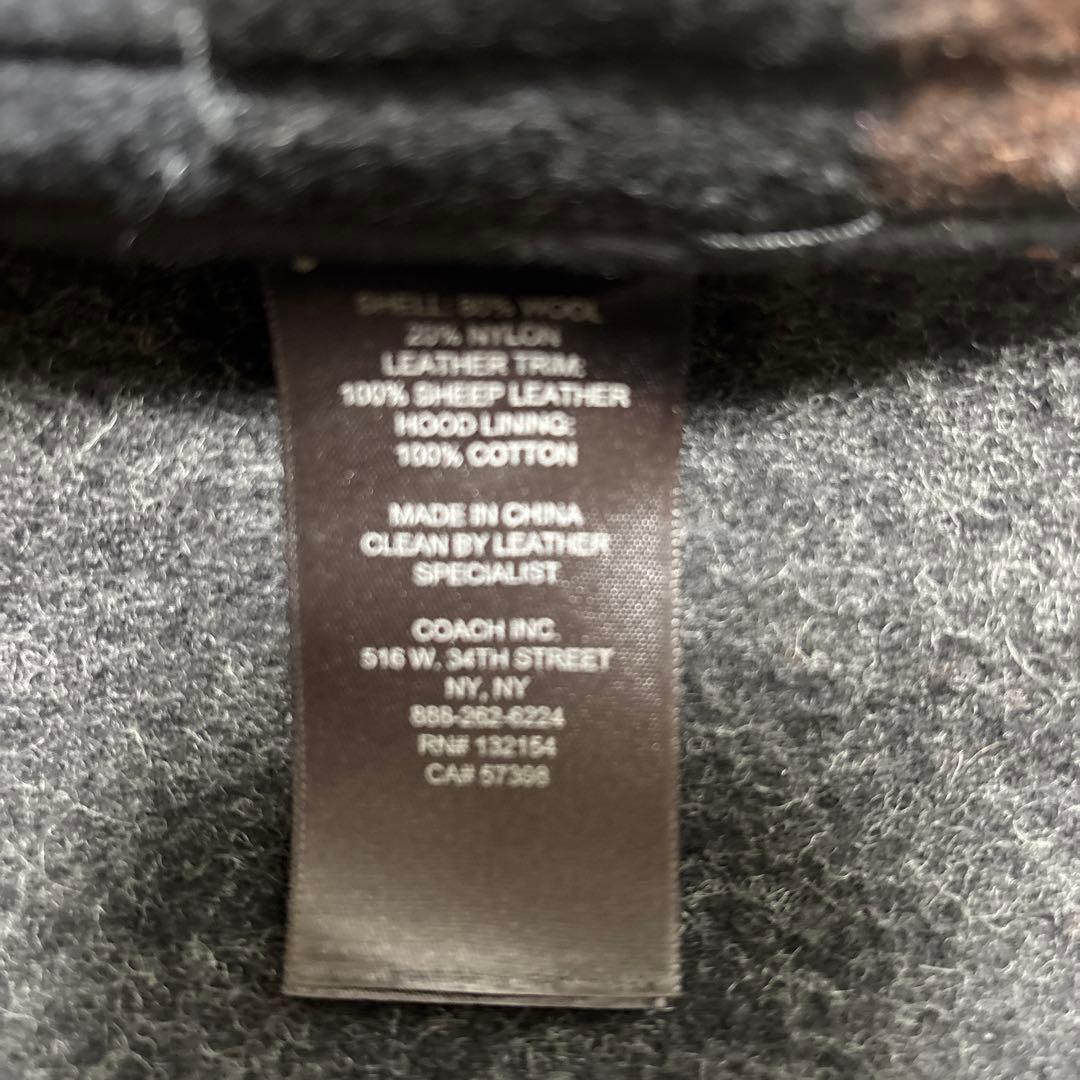 SHELL: 80% WOOL
20% NYLON
LEATHER TRIM:
100% SHEEP LEATHER
HOOD LINING:
100% COTTON
MADE IN CHINA
CLEAN BY LEATHER
SPECIALIST
COACH INC.
516 W. 34TH STREET
NY, NY
888-262-6224
RN# 132154
CA# 57398